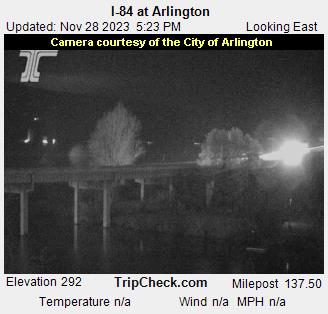 I-84 at Arlington
Updated: Nov 28 2023 5:23 PM Looking East
Camera courtesy of the City of Arlington
Elevation 292 TripCheck.com Milepost 137.50
Temperature n/a Wind n/a MPH n/a